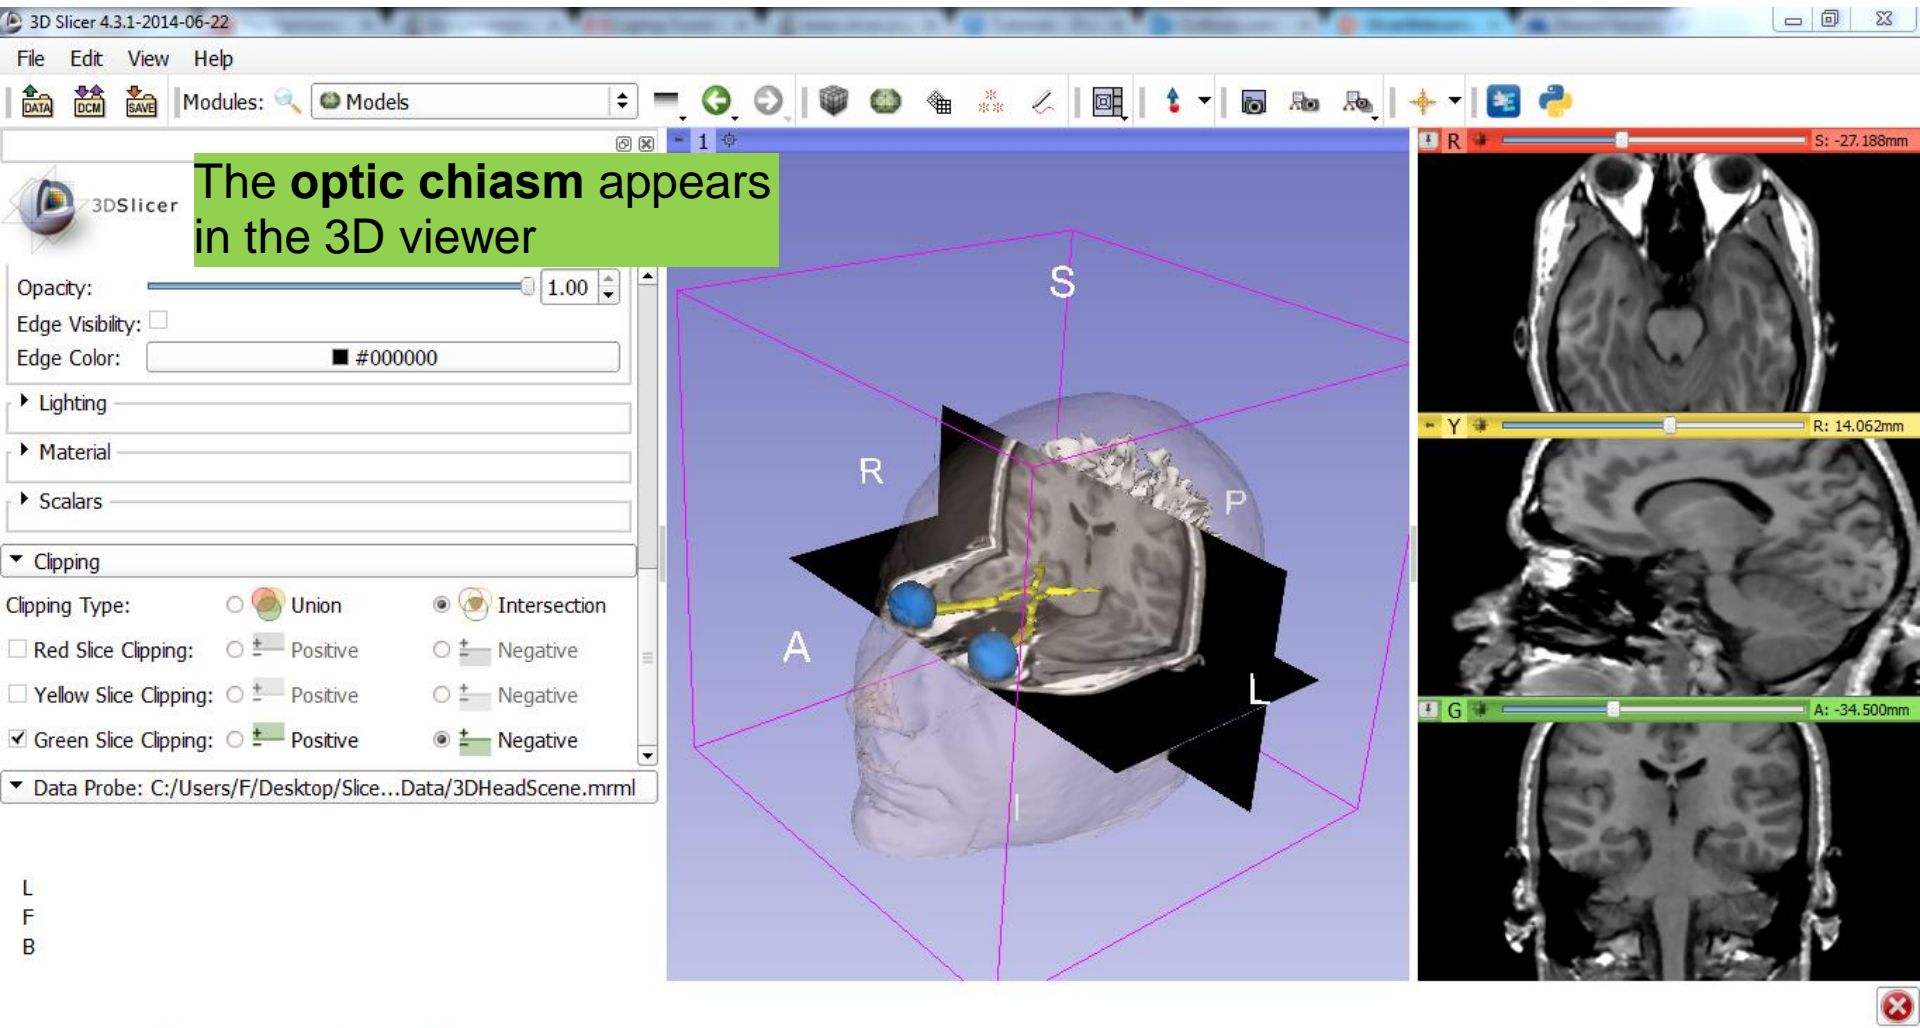 3D Slicer 4.3.1-2014-06-22
File Edit View Help
DATA DCM SAVE Modules: Models
1
R S: -27.188mm
The optic chiasm appears
in the 3D viewer
3DSlicer
Opacity: 1.00
Edge Visibility:
Edge Color: #000000
Lighting
Material
Scalars
Clipping
Clipping Type: Union Intersection
Red Slice Clipping: Positive Negative
Yellow Slice Clipping: Positive Negative
Green Slice Clipping: Positive Negative
Data Probe: C:/Users/F/Desktop/Slice...Data/3DHeadScene.mrml
L
F
B
S
R
P
A
L
I
Y R: 14.062mm
G A: -34.500mm